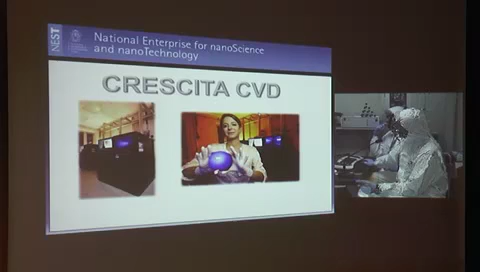 NEST
National Enterprise for nanoScience
and nanoTechnology
CRESCITA CVD